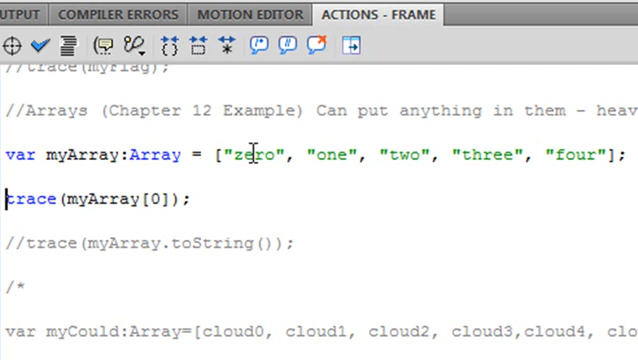 UTPUT COMPILER ERRORS MOTION EDITOR ACTIONS - FRAME
//trace(myFlag);
//Arrays (Chapter 12 Example) Can put anything in them - heav
var myArray:Array = ["zero", "one", "two", "three", "four"];
trace(myArray[0]);
//trace(myArray.toString());
/*
var myCould:Array=[cloud0, cloud1, cloud2, cloud3,cloud4, clo